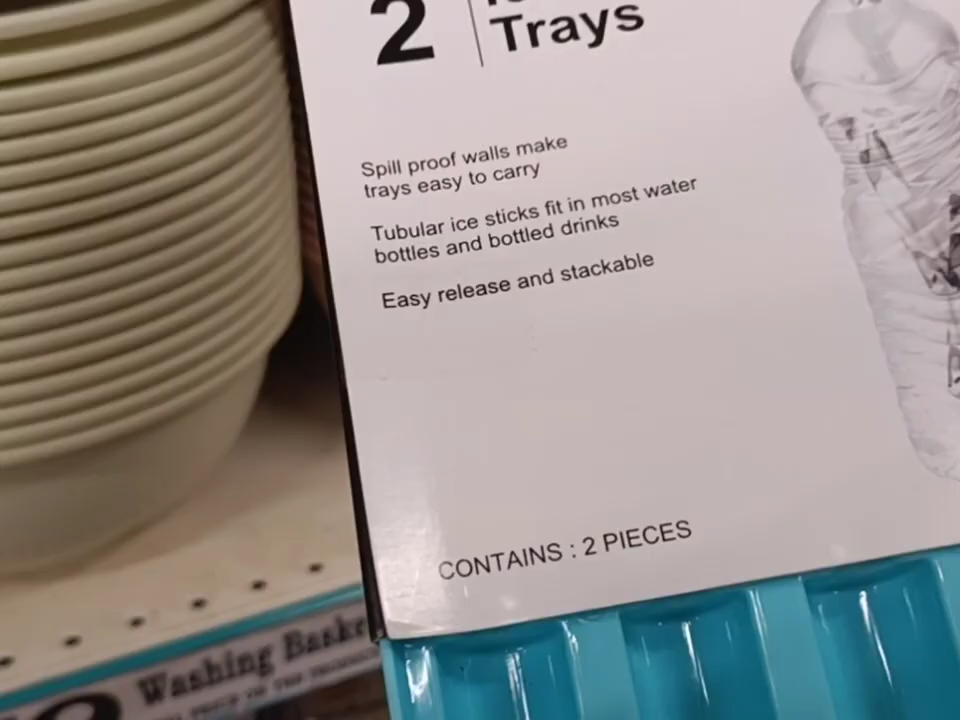 2
Trays
Spill proof walls make
trays easy to carry
Tubular ice sticks fit in most water
bottles and bottled drinks
Easy release and stackable
CONTAINS : 2 PIECES
Washing Baske